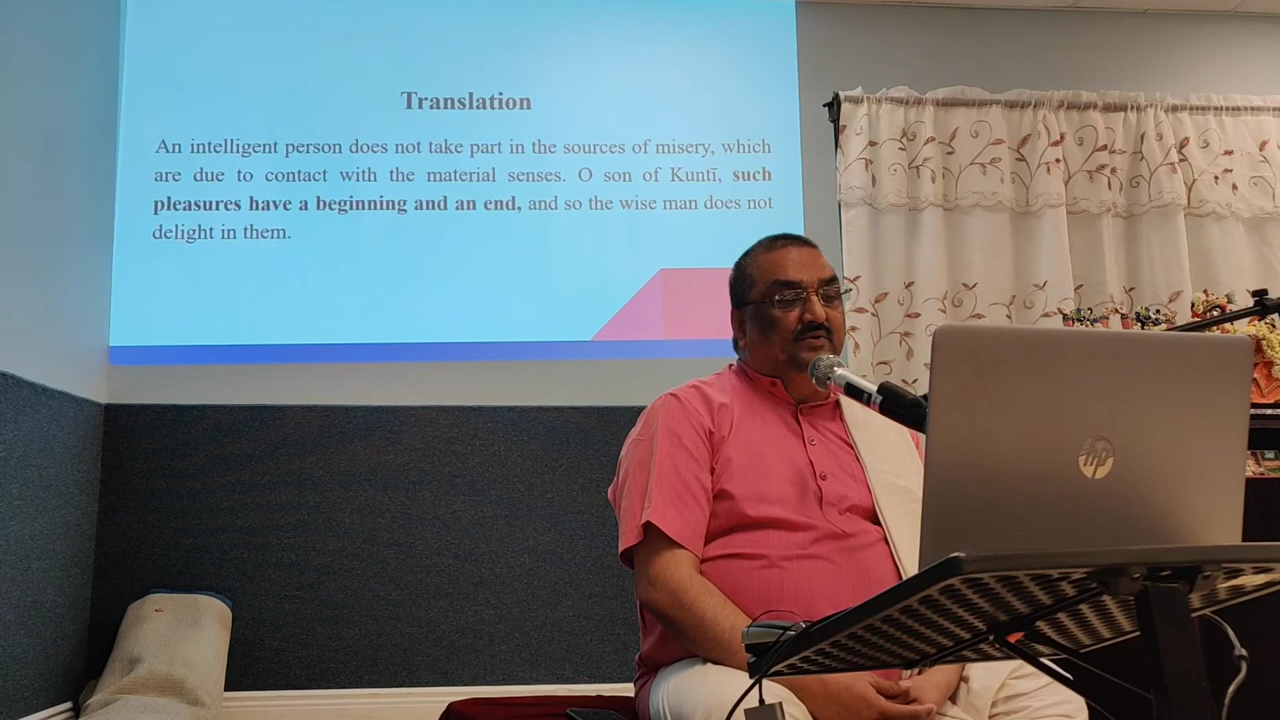 Translation
An intelligent person does not take part in the sources of misery, which
are due to contact with the material senses. O son of Kuntī, such
pleasures have a beginning and an end, and so the wise man does not
delight in them.
hp